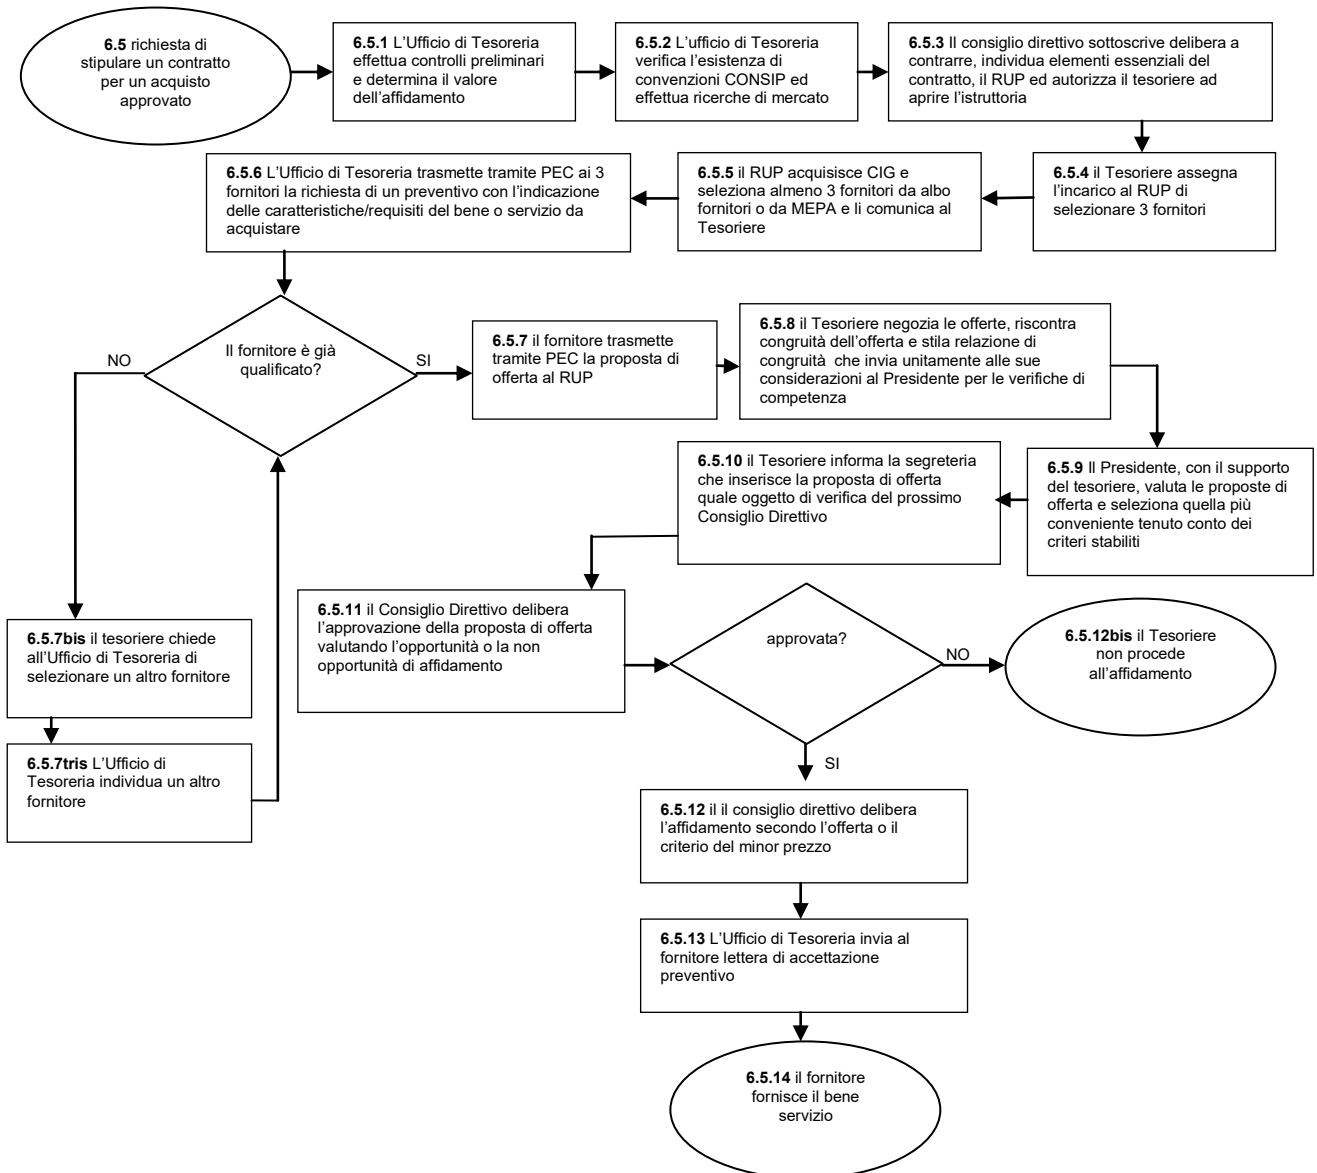 6.5 richiesta di
stipulare un contratto
per un acquisto
approvato
6.5.1 L'Ufficio di Tesoreria
effettua controlli preliminari
e determina il valore
dell'affidamento
6.5.2 L'ufficio di Tesoreria
verifica l'esistenza di
convenzioni CONSIP ed
effettua ricerche di mercato
6.5.3 Il consiglio direttivo sottoscrive delibera a
contrarre, individua elementi essenziali del
contratto, il RUP ed autorizza il tesoriere ad
aprire l'istruttoria
6.5.4 il Tesoriere assegna
l'incarico al RUP di
selezionare 3 fornitori
6.5.5 il RUP acquisisce CIG e
seleziona almeno 3 fornitori da albo
fornitori o da MEPA e li comunica al
Tesoriere
6.5.6 L'Ufficio di Tesoreria trasmette tramite PEC ai 3
fornitori la richiesta di un preventivo con l'indicazione
delle caratteristiche/requisiti del bene o servizio da
acquistare
Il fornitore è già
qualificato?
NO
SI
6.5.7 il fornitore trasmette
tramite PEC la proposta di
offerta al RUP
6.5.8 il Tesoriere negozia le offerte, riscontra
congruità dell'offerta e stila relazione di
congruità che invia unitamente alle sue
considerazioni al Presidente per le verifiche di
competenza
6.5.9 Il Presidente, con il supporto
del tesoriere, valuta le proposte di
offerta e seleziona quella più
conveniente tenuto conto dei
criteri stabiliti
6.5.10 il Tesoriere informa la segreteria
che inserisce la proposta di offerta
quale oggetto di verifica del prossimo
Consiglio Direttivo
6.5.11 il Consiglio Direttivo delibera
l'approvazione della proposta di offerta
valutando l'opportunità o la non
opportunità di affidamento
approvata?
NO
6.5.12bis il Tesoriere
non procede
all'affidamento
6.5.7bis il tesoriere chiede
all'Ufficio di Tesoreria di
selezionare un altro fornitore
6.5.7tris L'Ufficio di
Tesoreria individua un altro
fornitore
SI
6.5.12 il il consiglio direttivo delibera
l'affidamento secondo l'offerta o il
criterio del minor prezzo
6.5.13 L'Ufficio di Tesoreria invia al
fornitore lettera di accettazione
preventivo
6.5.14 il fornitore
fornisce il bene
servizio